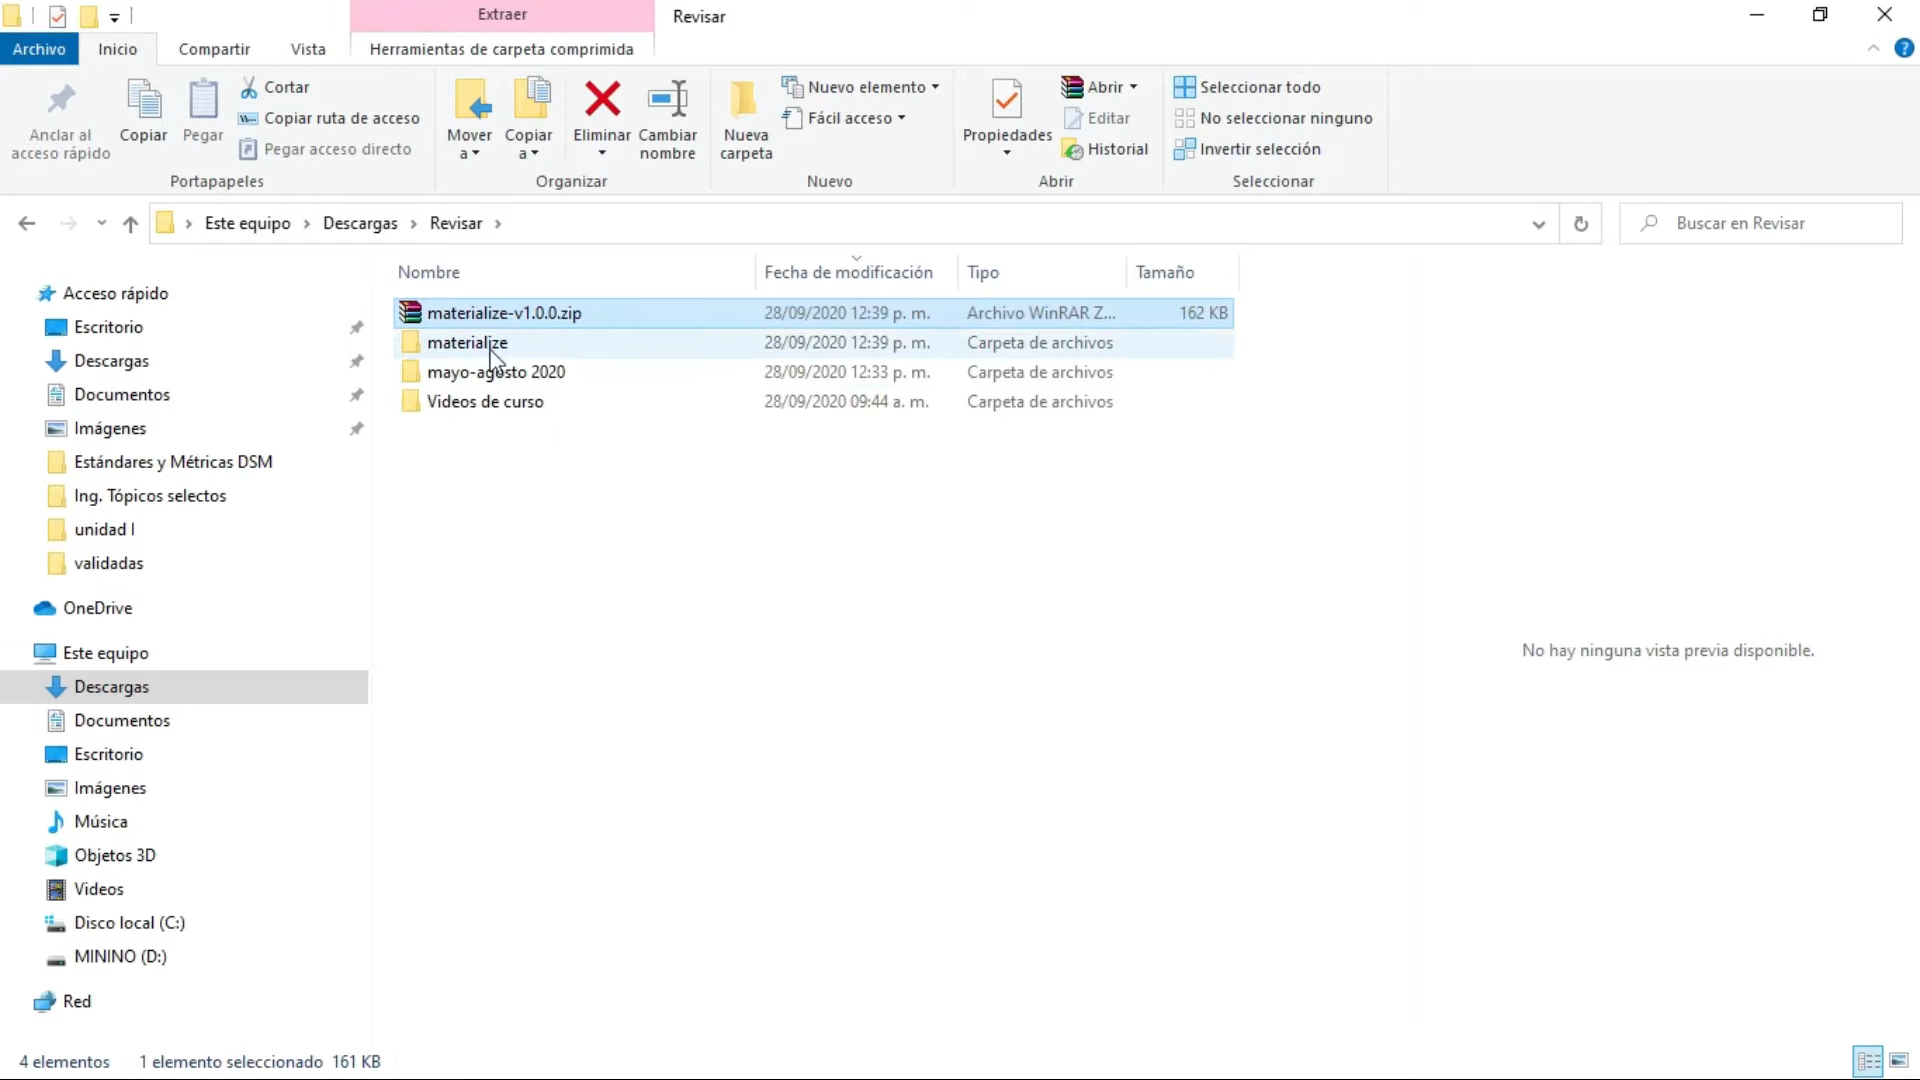 Extraer
Revisar
Archivo
Inicio
Compartir
Vista
Herramientas de carpeta comprimida
Anclar al
acceso rápido
Copiar
Pegar
Cortar
Copiar ruta de acceso
Pegar acceso directo
Portapapeles
Mover
a
Copiar
a
Eliminar
Cambiar
nombre
Organizar
Nueva
carpeta
Nuevo elemento
Fácil acceso
Nuevo
Propiedades
Abrir
Editar
Historial
Abrir
Seleccionar todo
No seleccionar ninguno
Invertir selección
Seleccionar
Este equipo › Descargas › Revisar ›
Buscar en Revisar
Acceso rápido
Escritorio
Descargas
Documentos
Imágenes
Estándares y Métricas DSM
Ing. Tópicos selectos
unidad I
validadas
OneDrive
Este equipo
Descargas
Documentos
Escritorio
Imágenes
Música
Objetos 3D
Videos
Disco local (C:)
MININO (D:)
Red
Nombre Fecha de modificación Tipo Tamaño
materialize-v1.0.0.zip 28/09/2020 12:39 p. m. Archivo WinRAR Z... 162 KB
materialize 28/09/2020 12:39 p. m. Carpeta de archivos
mayo-agosto 2020 28/09/2020 12:33 p. m. Carpeta de archivos
Videos de curso 28/09/2020 09:44 a. m. Carpeta de archivos
No hay ninguna vista previa disponible.
4 elementos 1 elemento seleccionado 161 KB